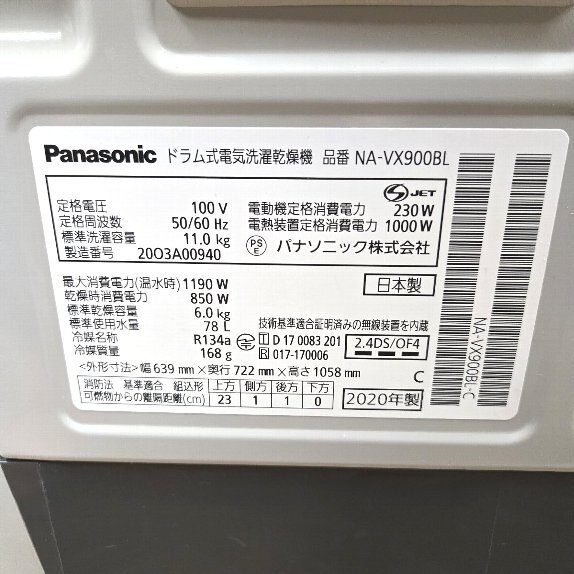 Panasonic ドラム式電気洗濯乾燥機 品番 NA-VX900BL
定格電圧 100 V
定格周波数 50/60 Hz
標準洗濯容量 11.0 kg
製造番号 20O3A00940
S JET
電動機定格消費電力 230 W
電熱装置定格消費電力 1000 W
PSE パナソニック株式会社
最大消費電力(温水時) 1190 W
乾燥時消費電力 850 W
標準乾燥容量 6.0 kg
標準使用水量 78 L
冷媒名称 R134a
冷媒質量 168 g
日本製
技術基準適合証明済みの無線装置を内蔵
T D 17 0083 201
R 017-170006
2.4DS/OF4
<外形寸法> 幅 639 mm × 奥行 722 mm × 高さ 1058 mm
C
消防法 基準適合 組込形 上方 側方 後方 下方
可燃物からの離隔距離(cm) 23 1 1 0
2020年製
NA-VX900BL-C